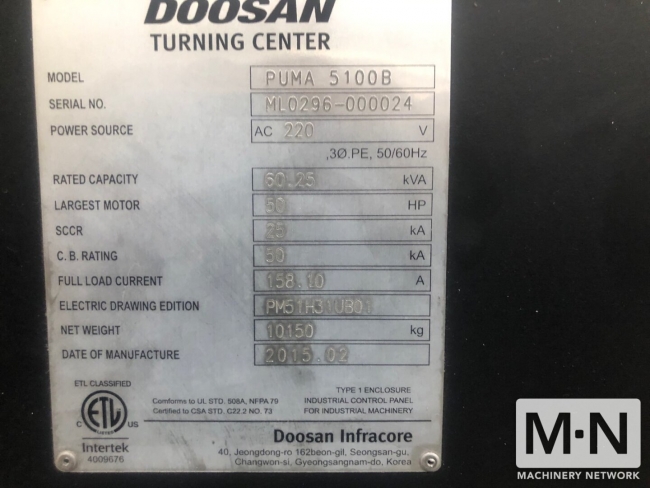 DOOSAN
TURNING CENTER
MODEL PUMA 5100B
SERIAL NO. ML0296-000024
POWER SOURCE AC 220 V
,3Ø.PE, 50/60Hz
RATED CAPACITY 60.25 kVA
LARGEST MOTOR 50 HP
SCCR 25 kA
C. B. RATING 50 kA
FULL LOAD CURRENT 158.10 A
ELECTRIC DRAWING EDITION PM51H31UB01
NET WEIGHT 10150 kg
DATE OF MANUFACTURE 2015.02
ETL CLASSIFIED
C ETL US
Intertek
4009676
Comforms to UL STD. 508A, NFPA 79
Certified to CSA STD. C22.2 NO. 73
TYPE 1 ENCLOSURE
INDUSTRIAL CONTROL PANEL
FOR INDUSTRIAL MACHINERY
Doosan Infracore
40, Jeongdong-ro 162beon-gil, Seongsan-gu,
Changwon-si, Gyeongsangnam-do, Korea
M·N
MACHINERY NETWORK